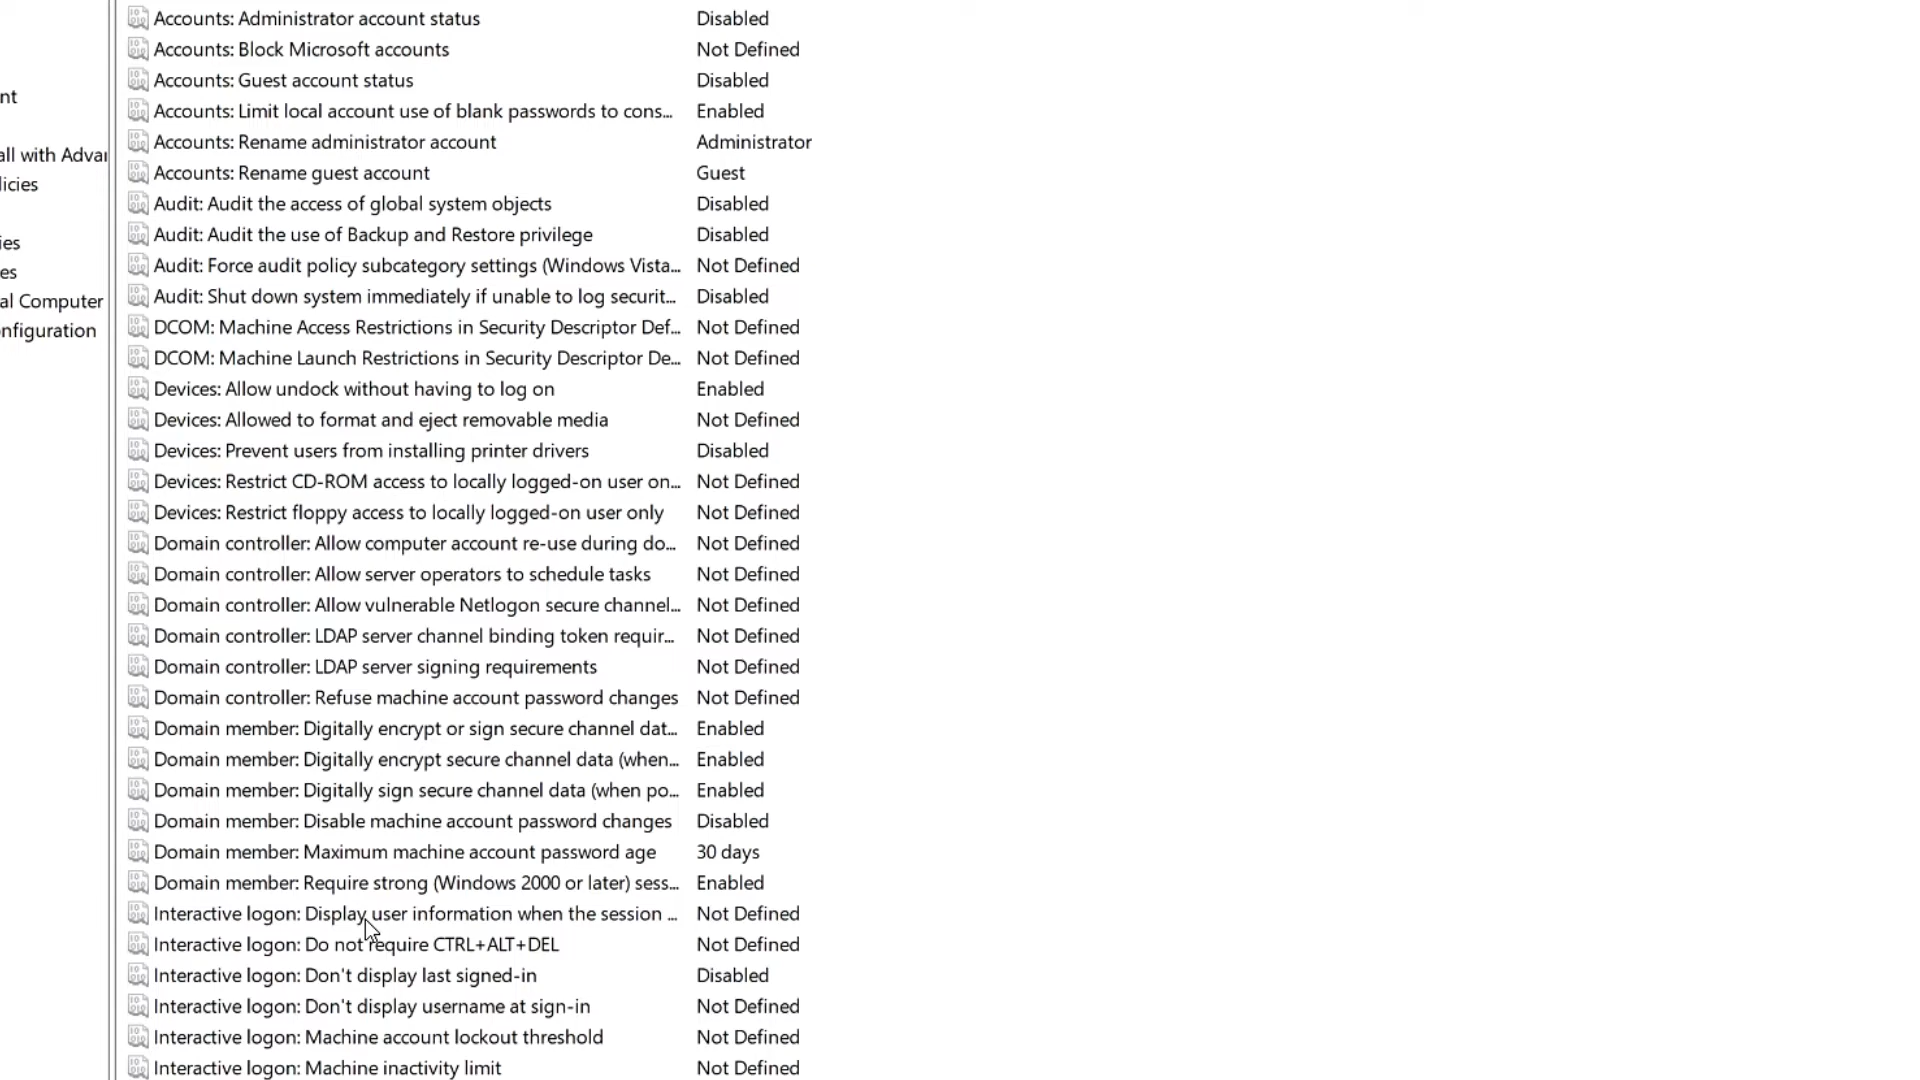 nt
all with Advar
licies
ies
es
al Computer
nfiguration
Accounts: Administrator account status Disabled
Accounts: Block Microsoft accounts Not Defined
Accounts: Guest account status Disabled
Accounts: Limit local account use of blank passwords to cons... Enabled
Accounts: Rename administrator account Administrator
Accounts: Rename guest account Guest
Audit: Audit the access of global system objects Disabled
Audit: Audit the use of Backup and Restore privilege Disabled
Audit: Force audit policy subcategory settings (Windows Vista... Not Defined
Audit: Shut down system immediately if unable to log securit... Disabled
DCOM: Machine Access Restrictions in Security Descriptor Def... Not Defined
DCOM: Machine Launch Restrictions in Security Descriptor De... Not Defined
Devices: Allow undock without having to log on Enabled
Devices: Allowed to format and eject removable media Not Defined
Devices: Prevent users from installing printer drivers Disabled
Devices: Restrict CD-ROM access to locally logged-on user on... Not Defined
Devices: Restrict floppy access to locally logged-on user only Not Defined
Domain controller: Allow computer account re-use during do... Not Defined
Domain controller: Allow server operators to schedule tasks Not Defined
Domain controller: Allow vulnerable Netlogon secure channel... Not Defined
Domain controller: LDAP server channel binding token requir... Not Defined
Domain controller: LDAP server signing requirements Not Defined
Domain controller: Refuse machine account password changes Not Defined
Domain member: Digitally encrypt or sign secure channel dat... Enabled
Domain member: Digitally encrypt secure channel data (when... Enabled
Domain member: Digitally sign secure channel data (when po... Enabled
Domain member: Disable machine account password changes Disabled
Domain member: Maximum machine account password age 30 days
Domain member: Require strong (Windows 2000 or later) sess... Enabled
Interactive logon: Display user information when the session ... Not Defined
Interactive logon: Do not require CTRL+ALT+DEL Not Defined
Interactive logon: Don't display last signed-in Disabled
Interactive logon: Don't display username at sign-in Not Defined
Interactive logon: Machine account lockout threshold Not Defined
Interactive logon: Machine inactivity limit Not Defined